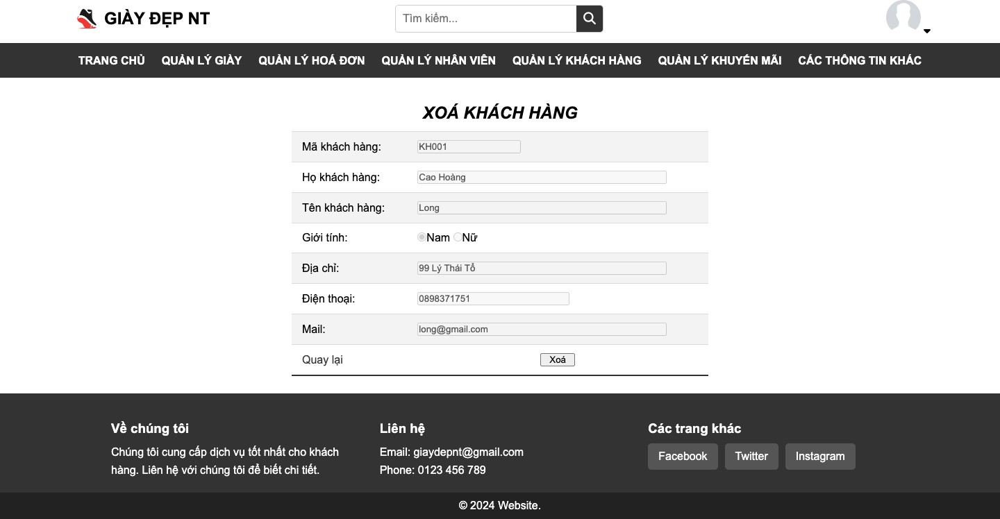 GIÀY ĐẸP NT
Tìm kiếm...
TRANG CHỦ QUẢN LÝ GIÀY QUẢN LÝ HOÁ ĐƠN QUẢN LÝ NHÂN VIÊN QUẢN LÝ KHÁCH HÀNG QUẢN LÝ KHUYẾN MÃI CÁC THÔNG TIN KHÁC
XOÁ KHÁCH HÀNG
Mã khách hàng: KH001
Họ khách hàng: Cao Hoàng
Tên khách hàng: Long
Giới tính: Nam Nữ
Địa chỉ: 99 Lý Thái Tổ
Điện thoại: 0898371751
Mail: long@gmail.com
Quay lại Xoá
Về chúng tôi
Chúng tôi cung cấp dịch vụ tốt nhất cho khách
hàng. Liên hệ với chúng tôi để biết chi tiết.
Liên hệ
Email: giaydepnt@gmail.com
Phone: 0123 456 789
Các trang khác
Facebook Twitter Instagram
© 2024 Website.